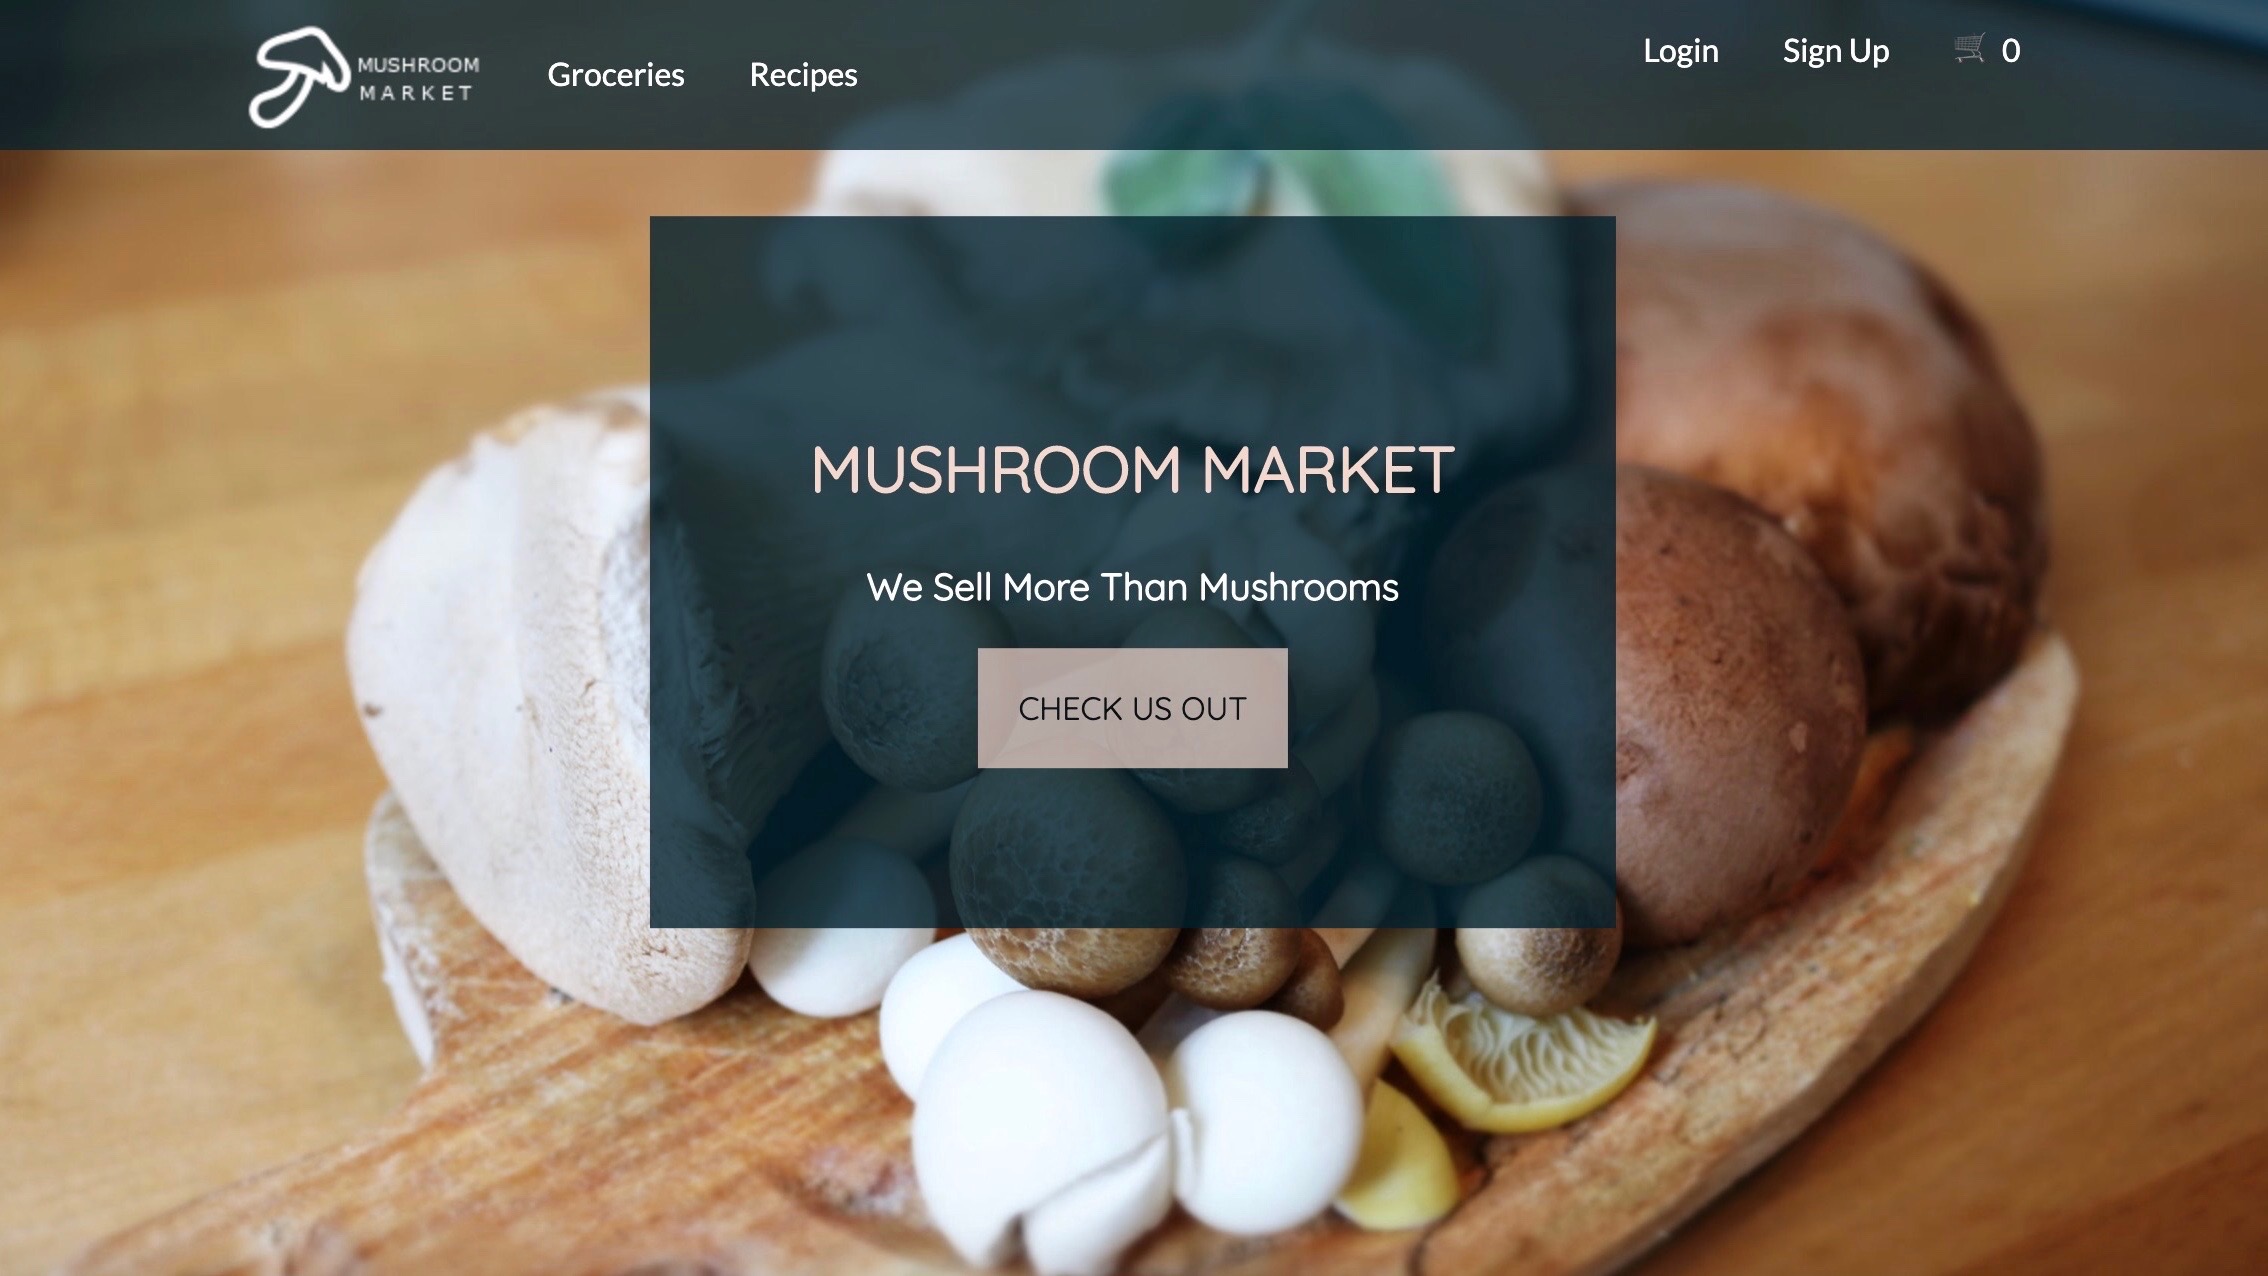 MUSHROOM
MARKET
Groceries
Recipes
Login
Sign Up
0
MUSHROOM MARKET
We Sell More Than Mushrooms
CHECK US OUT